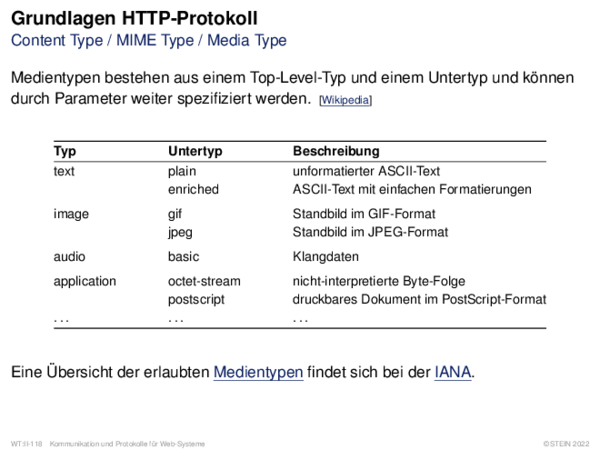 Grundlagen HTTP-Protokoll
Content Type / MIME Type / Media Type
Medientypen bestehen aus einem Top-Level-Typ und einem Untertyp und können
durch Parameter weiter spezifiziert werden. [Wikipedia]
Typ Untertyp Beschreibung
text plain unformatierter ASCII-Text
enriched ASCII-Text mit einfachen Formatierungen
image gif Standbild im GIF-Format
jpeg Standbild im JPEG-Format
audio basic Klangdaten
application octet-stream nicht-interpretierte Byte-Folge
postscript druckbares Dokument im PostScript-Format
... ... ...
Eine Übersicht der erlaubten Medientypen findet sich bei der IANA.
WT:II-118 Kommunikation und Protokolle für Web-Systeme ©STEIN 2022